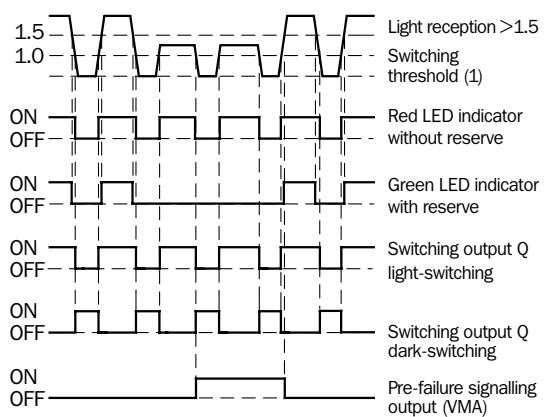 1.5
Light reception >1.5
1.0
Switching
threshold (1)
ON
Red LED indicator
OFF
without reserve
ON
Green LED indicator
OFF
with reserve
ON
Switching output Q
OFF
light-switching
ON
OFF
Switching output Q
dark-switching
ON
Pre-failure signalling
OFF
output (VMA)